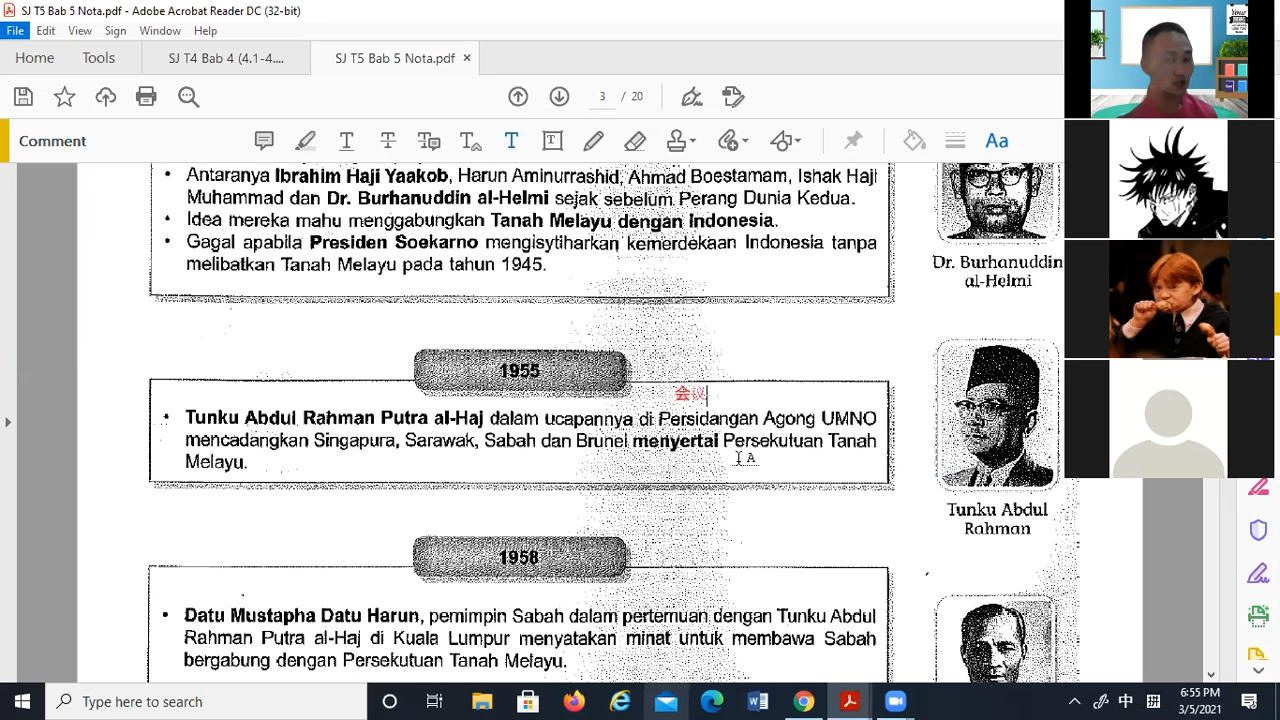 SJ T5 Bab 5 Nota.pdf - Adobe Acrobat Reader DC (32-bit)
File Edit View Sign Window Help
Home Tools SJ T4 Bab 4 (4.1-4.... SJ T5 Bab 5 Nota.pdf ×
3 / 20
Comment
Aa
• Antaranya Ibrahim Haji Yaakob, Harun Aminurrashid, Ahmad Boestamam, Ishak Haji
Muhammad dan Dr. Burhanuddin al-Helmi sejak sebelum Perang Dunia Kedua.
• Idea mereka mahu menggabungkan Tanah Melayu dengan Indonesia.
• Gagal apabila Presiden Soekarno mengisytiharkan kemerdekaan Indonesia tanpa
melibatkan Tanah Melayu pada tahun 1945.
Dr. Burhanuddin
al-Helmi
1955
会议
• Tunku Abdul Rahman Putra al-Haj dalam ucapannya di Persidangan Agong UMNO
mencadangkan Singapura, Sarawak, Sabah dan Brunei menyertai Persekutuan Tanah
Melayu.
Tunku Abdul
Rahman
1958
• Datu Mustapha Datu Harun, pemimpin Sabah dalam pertemuan dengan Tunku Abdul
Rahman Putra al-Haj di Kuala Lumpur menyatakan minat untuk membawa Sabah
bergabung dengan Persekutuan Tanah Melayu.
Type here to search
中 拼
6:55 PM
3/5/2021